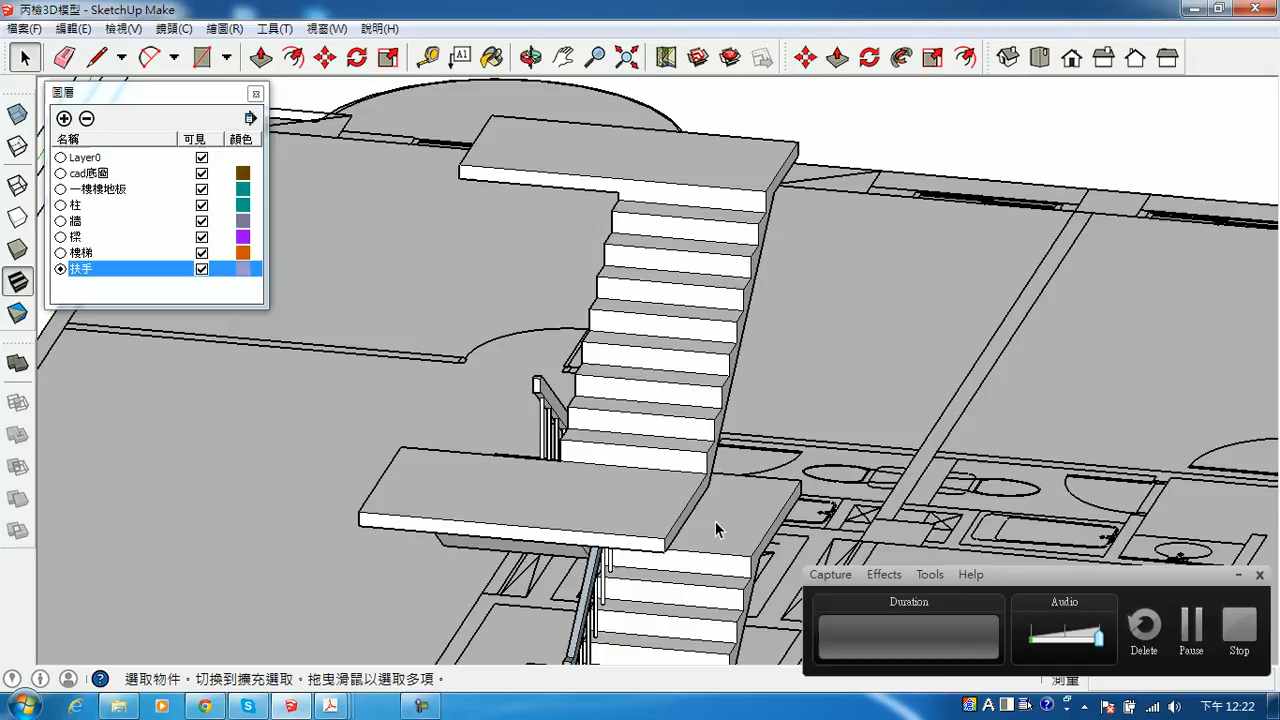 丙檢3D模型 - SketchUp Make
檔案(F) 編輯(E) 檢視(V) 鏡頭(C) 繪圖(R) 工具(T) 視窗(W) 說明(H)
A1
圖層
名稱 可見 顏色
Layer0
cad底圖
一樓樓地板
柱
牆
樑
樓梯
扶手
Capture Effects Tools Help
Duration Audio
Delete Pause Stop
選取物件。切換到擴充選取。拖曳滑鼠以選取多項。 測量
下午 12:22